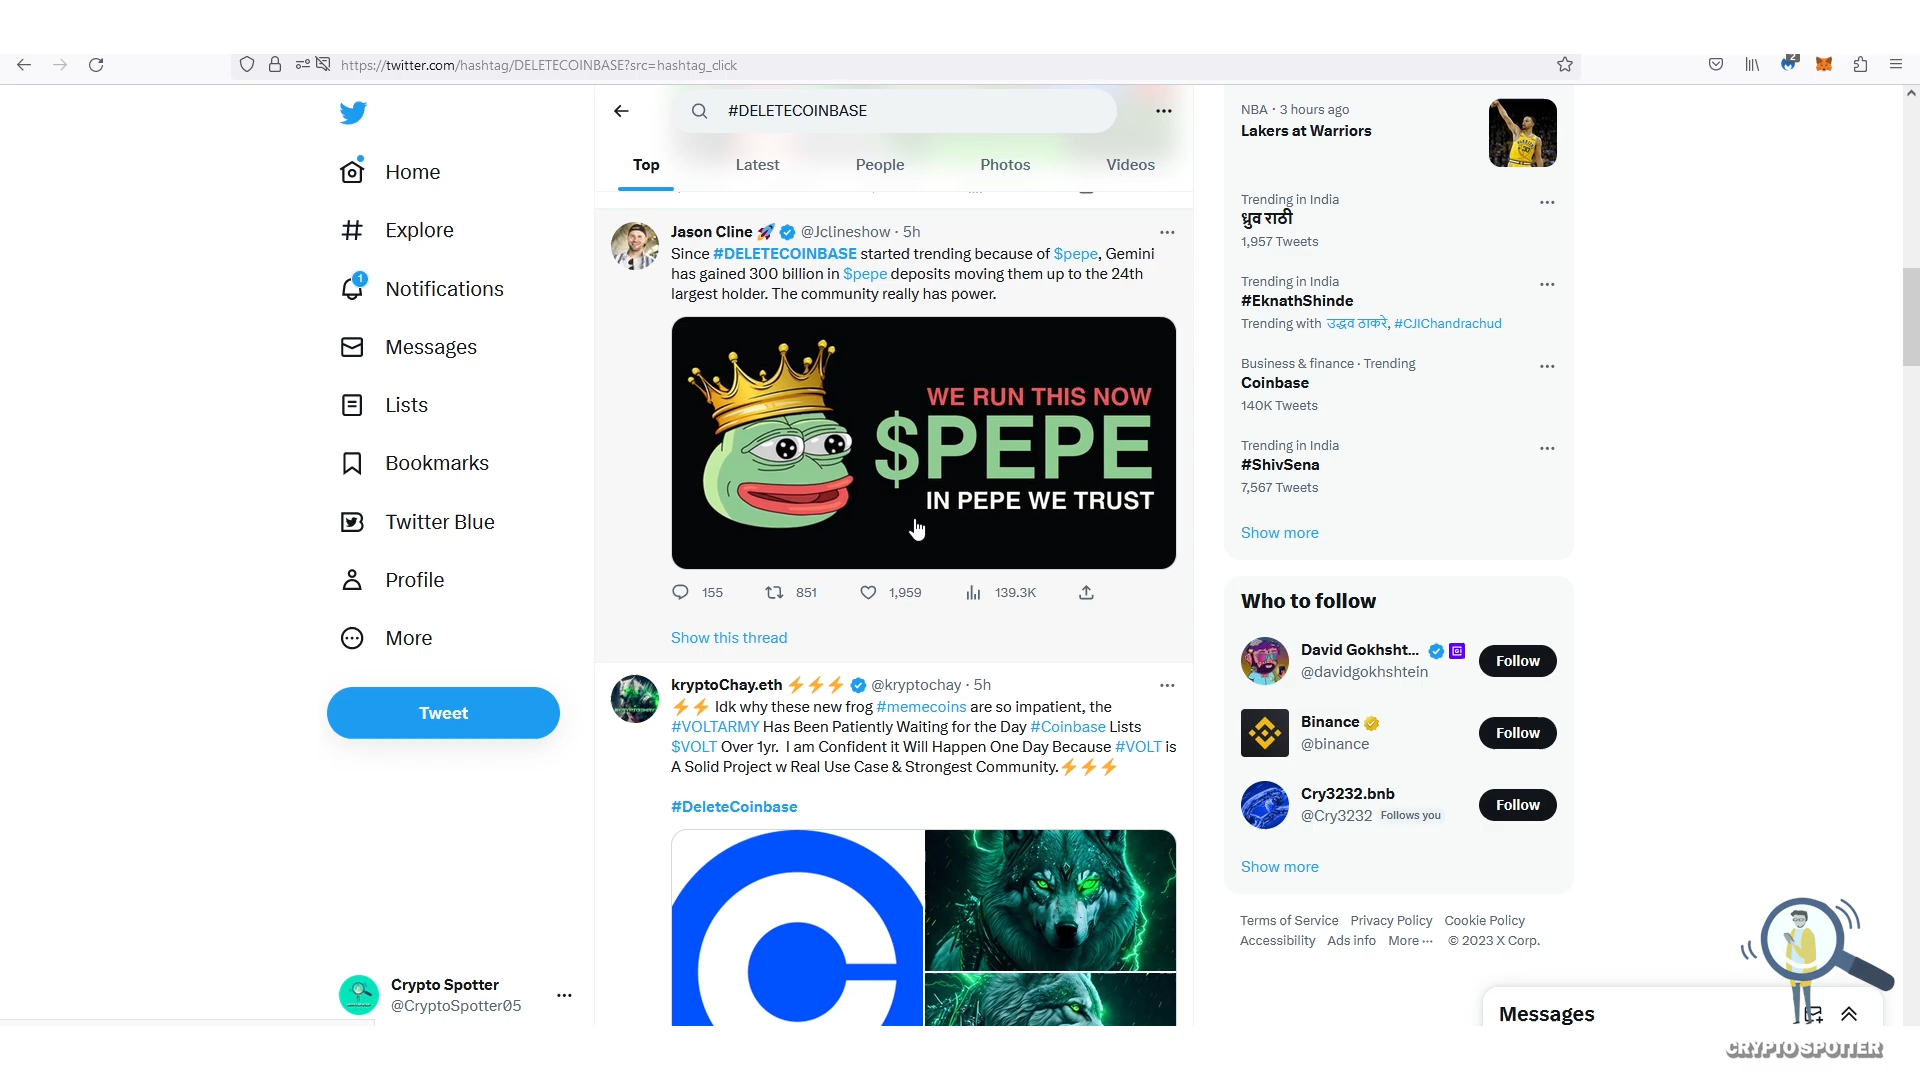 https://twitter.com/hashtag/DELETECOINBASE?src=hashtag_click
2
Home
Explore
1
Notifications
Messages
Lists
Bookmarks
Twitter Blue
Profile
More
Tweet
Crypto Spotter
@CryptoSpotter05
#DELETECOINBASE
Top Latest People Photos Videos
Jason Cline 🚀 @Jclineshow · 5h
Since #DELETECOINBASE started trending because of $pepe, Gemini
has gained 300 billion in $pepe deposits moving them up to the 24th
largest holder. The community really has power.
WE RUN THIS NOW
$PEPE
IN PEPE WE TRUST
155 851 1,959 139.3K
Show this thread
kryptoChay.eth ⚡⚡⚡ @kryptochay · 5h
⚡⚡ Idk why these new frog #memecoins are so impatient, the
#VOLTARMY Has Been Patiently Waiting for the Day #Coinbase Lists
$VOLT Over 1yr. I am Confident it Will Happen One Day Because #VOLT is
A Solid Project w Real Use Case & Strongest Community.⚡⚡⚡
#DeleteCoinbase
NBA · 3 hours ago
Lakers at Warriors
Trending in India
ध्रुव राठी
1,957 Tweets
Trending in India
#EknathShinde
Trending with उद्धव ठाकरे, #CJIChandrachud
Business & finance · Trending
Coinbase
140K Tweets
Trending in India
#ShivSena
7,567 Tweets
Show more
Who to follow
David Gokhsht...
@davidgokhshtein
Follow
Binance
@binance
Follow
Cry3232.bnb
@Cry3232 Follows you
Follow
Show more
Terms of Service Privacy Policy Cookie Policy
Accessibility Ads info More ··· © 2023 X Corp.
Messages
CRYPTO SPOTTER